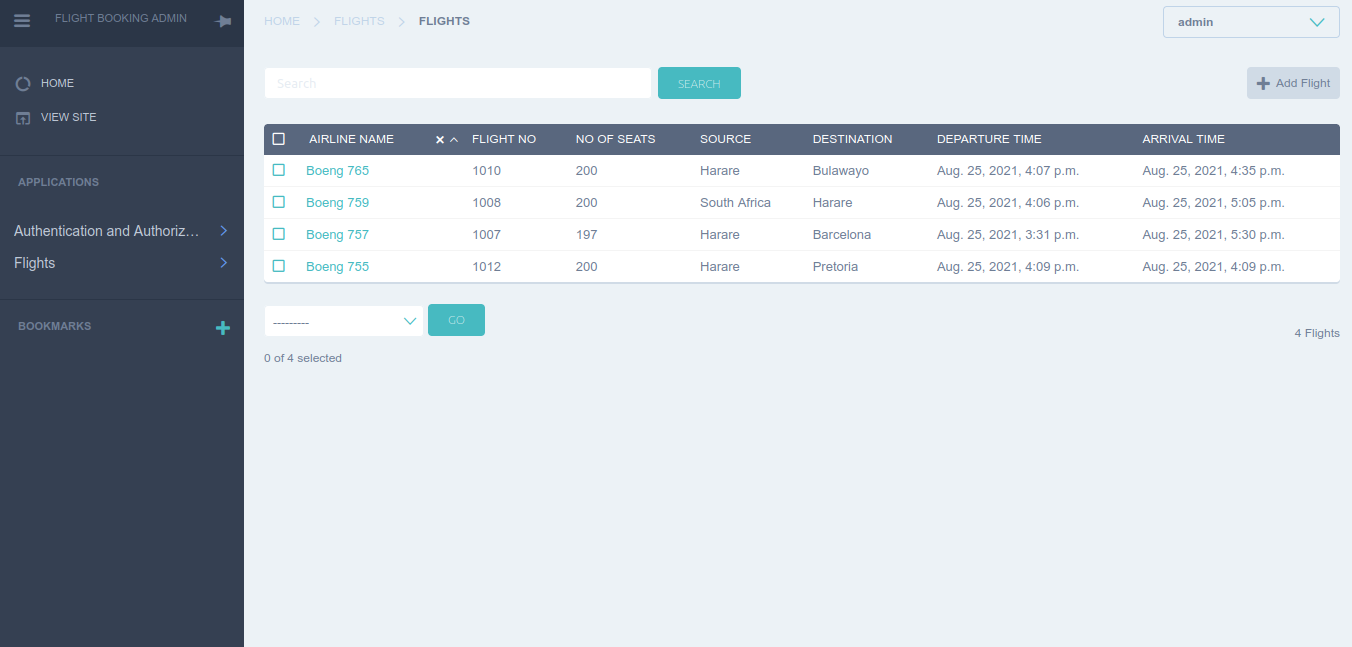 FLIGHT BOOKING ADMIN
HOME
VIEW SITE
APPLICATIONS
Authentication and Authoriz...
Flights
BOOKMARKS
HOME FLIGHTS FLIGHTS
admin
Search
SEARCH
Add Flight
AIRLINE NAME FLIGHT NO NO OF SEATS SOURCE DESTINATION DEPARTURE TIME ARRIVAL TIME
Boeng 765 1010 200 Harare Bulawayo Aug. 25, 2021, 4:07 p.m. Aug. 25, 2021, 4:35 p.m.
Boeng 759 1008 200 South Africa Harare Aug. 25, 2021, 4:06 p.m. Aug. 25, 2021, 5:05 p.m.
Boeng 757 1007 197 Harare Barcelona Aug. 25, 2021, 3:31 p.m. Aug. 25, 2021, 5:30 p.m.
Boeng 755 1012 200 Harare Pretoria Aug. 25, 2021, 4:09 p.m. Aug. 25, 2021, 4:09 p.m.
---------
GO
4 Flights
0 of 4 selected